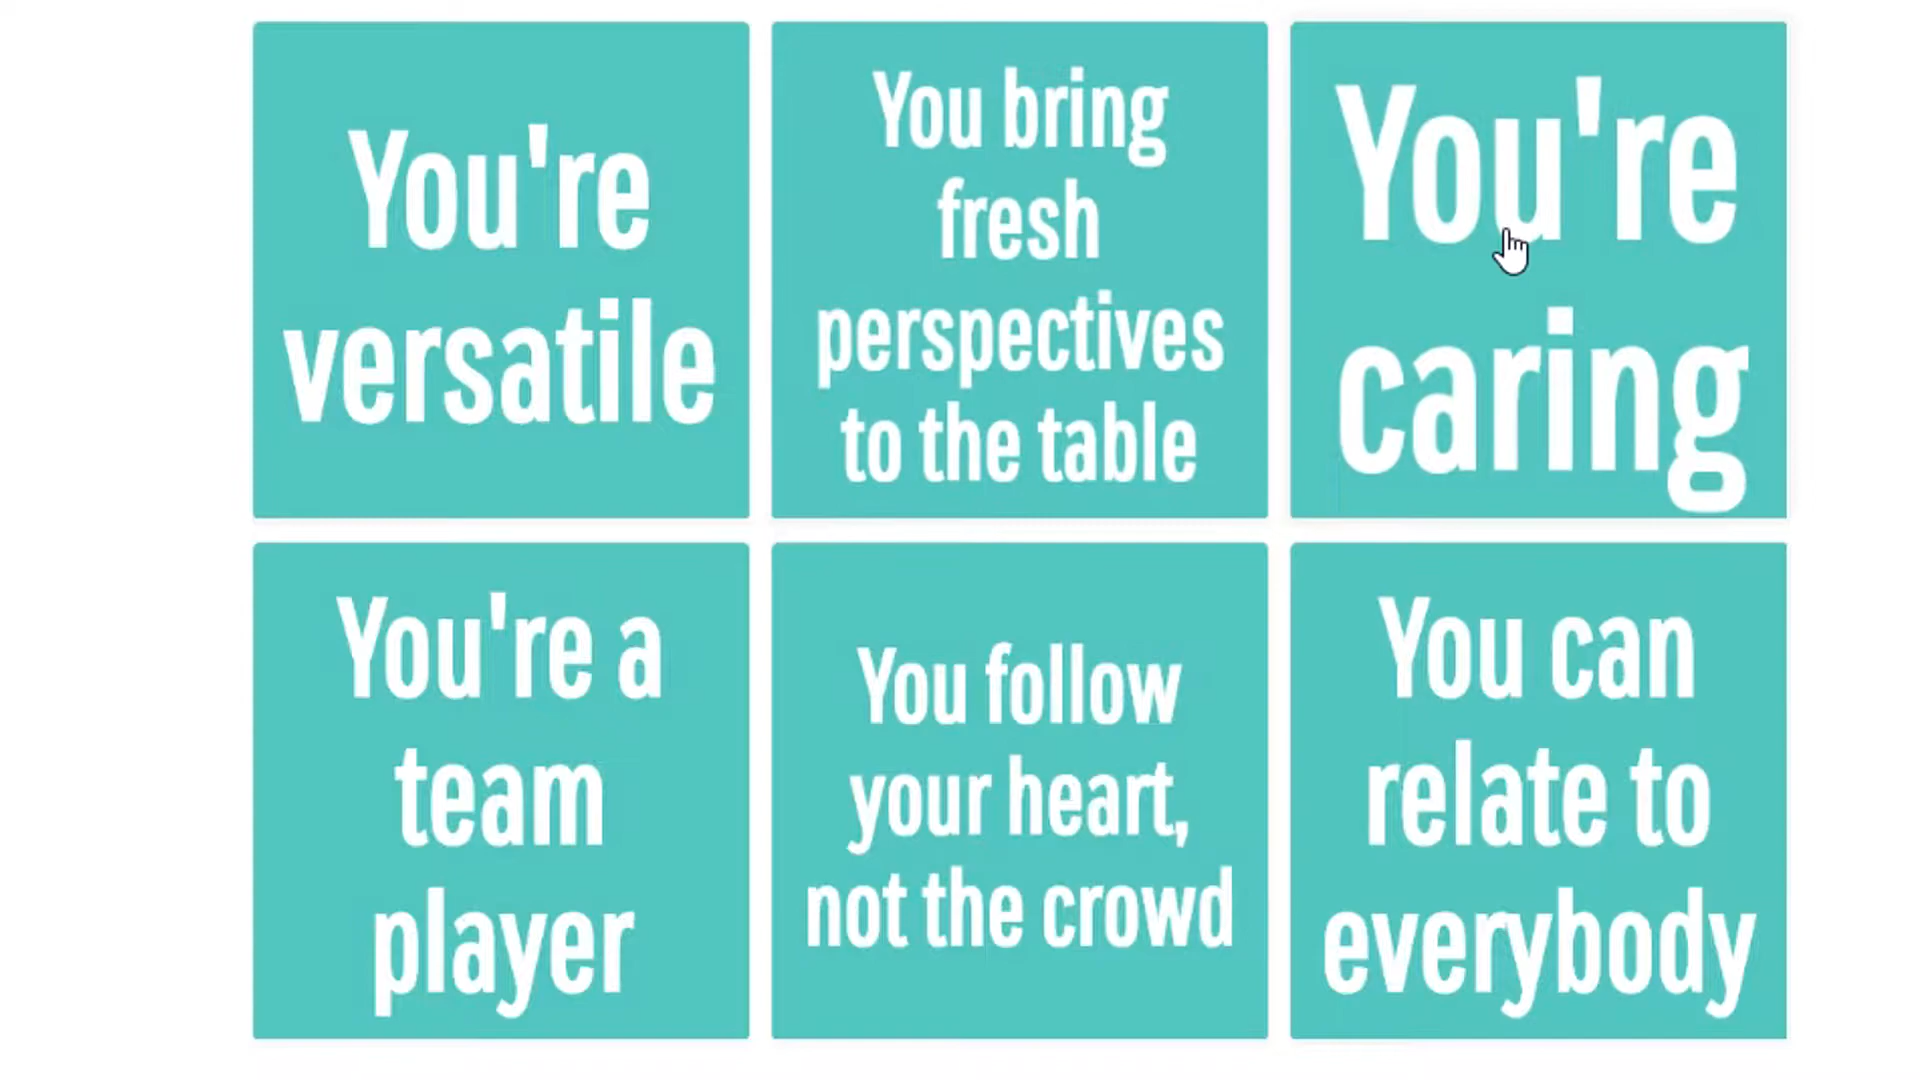 You're
versatile
You bring
fresh
perspectives
to the table
You're
caring
You're a
team
player
You follow
your heart,
not the crowd
You can
relate to
everybody